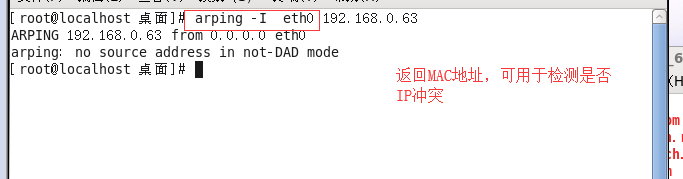 [root@localhost 桌面]# arping -I eth0 192.168.0.63
ARPING 192.168.0.63 from 0.0.0.0 eth0
arping: no source address in not-DAD mode
[root@localhost 桌面]#
返回MAC地址，可用于检测是否
IP冲突